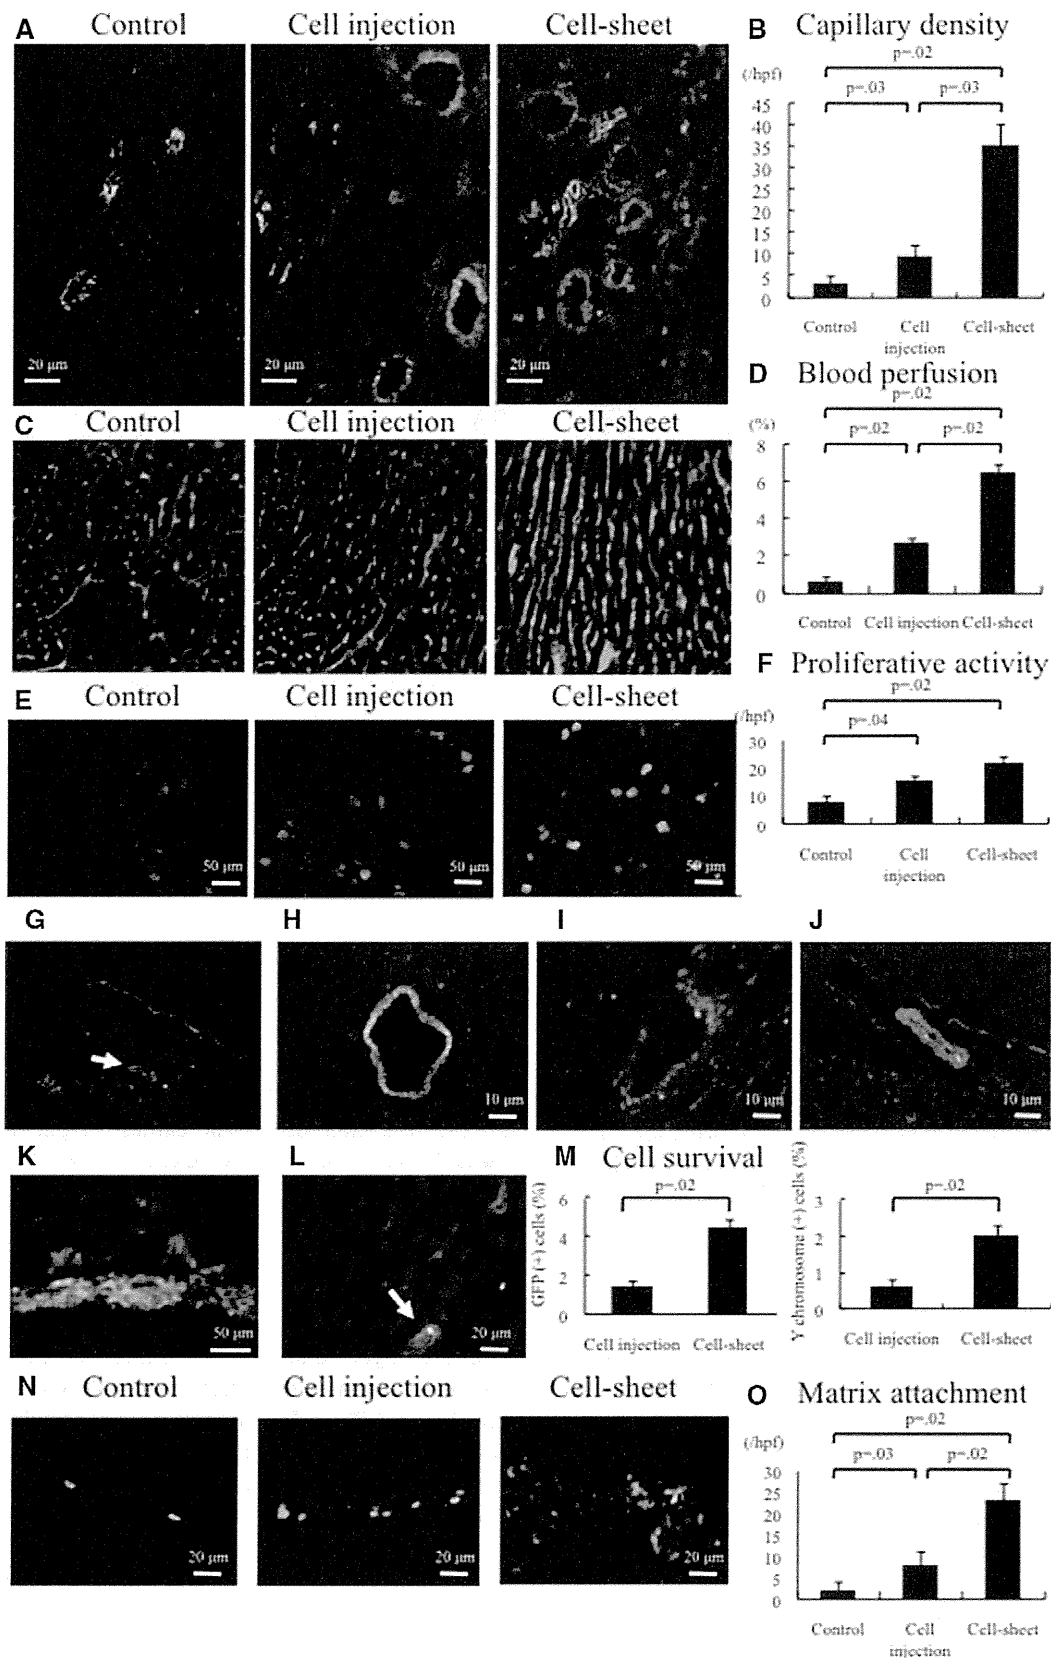 A Control Cell injection Cell-sheet
20 μm 20 μm 20 μm
B Capillary density
(/hpf)
p=.02
p=.03 p=.03
45
40
35
30
25
20
15
10
5
0
Control Cell injection Cell-sheet
C Control Cell injection Cell-sheet
D Blood perfusion
p=.02
(%)
p=.02 p=.02
8
6
4
2
0
Control Cell injection Cell-sheet
E Control Cell injection Cell-sheet
50 μm 50 μm 50 μm
F Proliferative activity
p=.02
(/hpf)
p=.04
30
20
10
0
Control Cell injection Cell-sheet
G H I J
10 μm 10 μm 10 μm
K L
50 μm 20 μm
M Cell survival
GFP (+) cells (%)
p=.02
6
4
2
0
Cell injection Cell-sheet
Y chromosome (+) cells (%)
p=.02
3
2
1
0
Cell injection Cell-sheet
N Control Cell injection Cell-sheet
20 μm 20 μm 20 μm
O Matrix attachment
p=.02
(/hpf)
p=.03 p=.02
30
25
20
15
10
5
0
Control Cell injection Cell-sheet